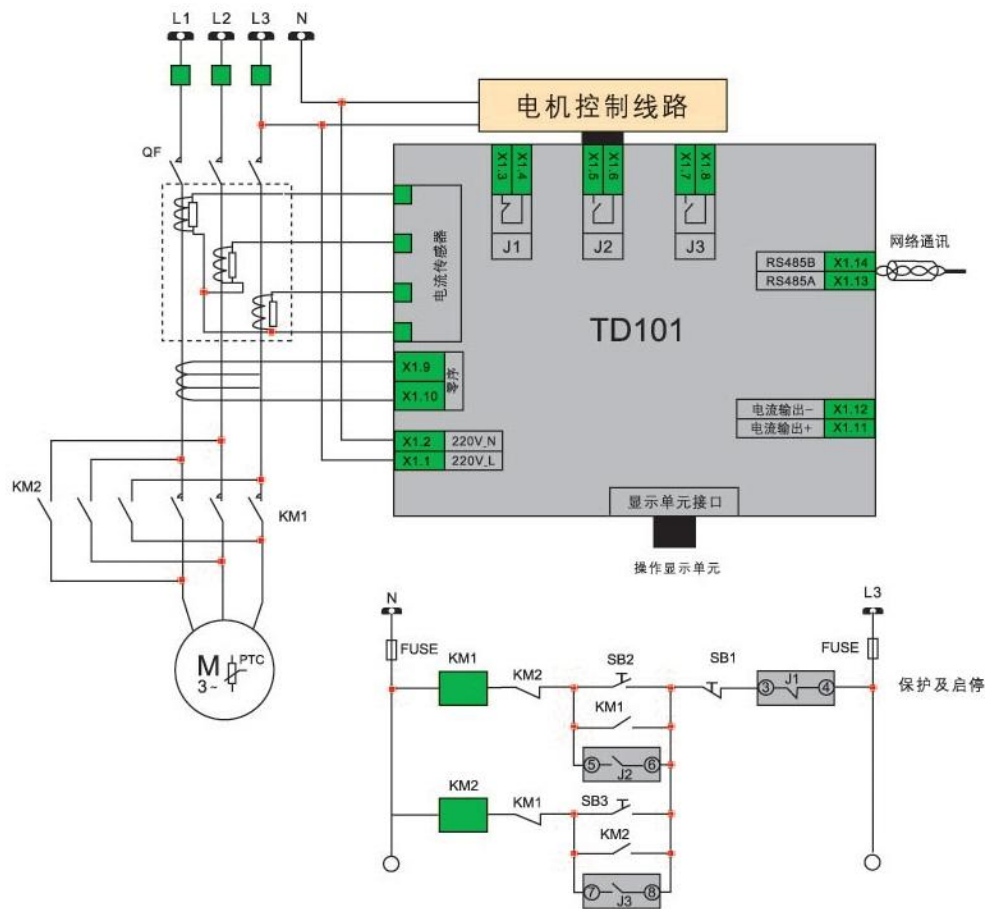 L1 L2 L3 N
电机控制线路
QF
X1.3 X1.4 X1.5 X1.6 X1.7 X1.8
J1 J2 J3
电流传感器
网络通讯
RS485B X1.14
RS485A X1.13
TD101
X1.9
X1.10
零序
电流输出- X1.12
电流输出+ X1.11
X1.2 220V_N
X1.1 220V_L
KM2
KM1
显示单元接口
操作显示单元
N
L3
FUSE
FUSE
M
3~
PTC
KM1
KM2
SB2
SB1
3 J1 4
保护及启停
KM1
5 J2 6
KM2
KM1
SB3
KM2
7 J3 8